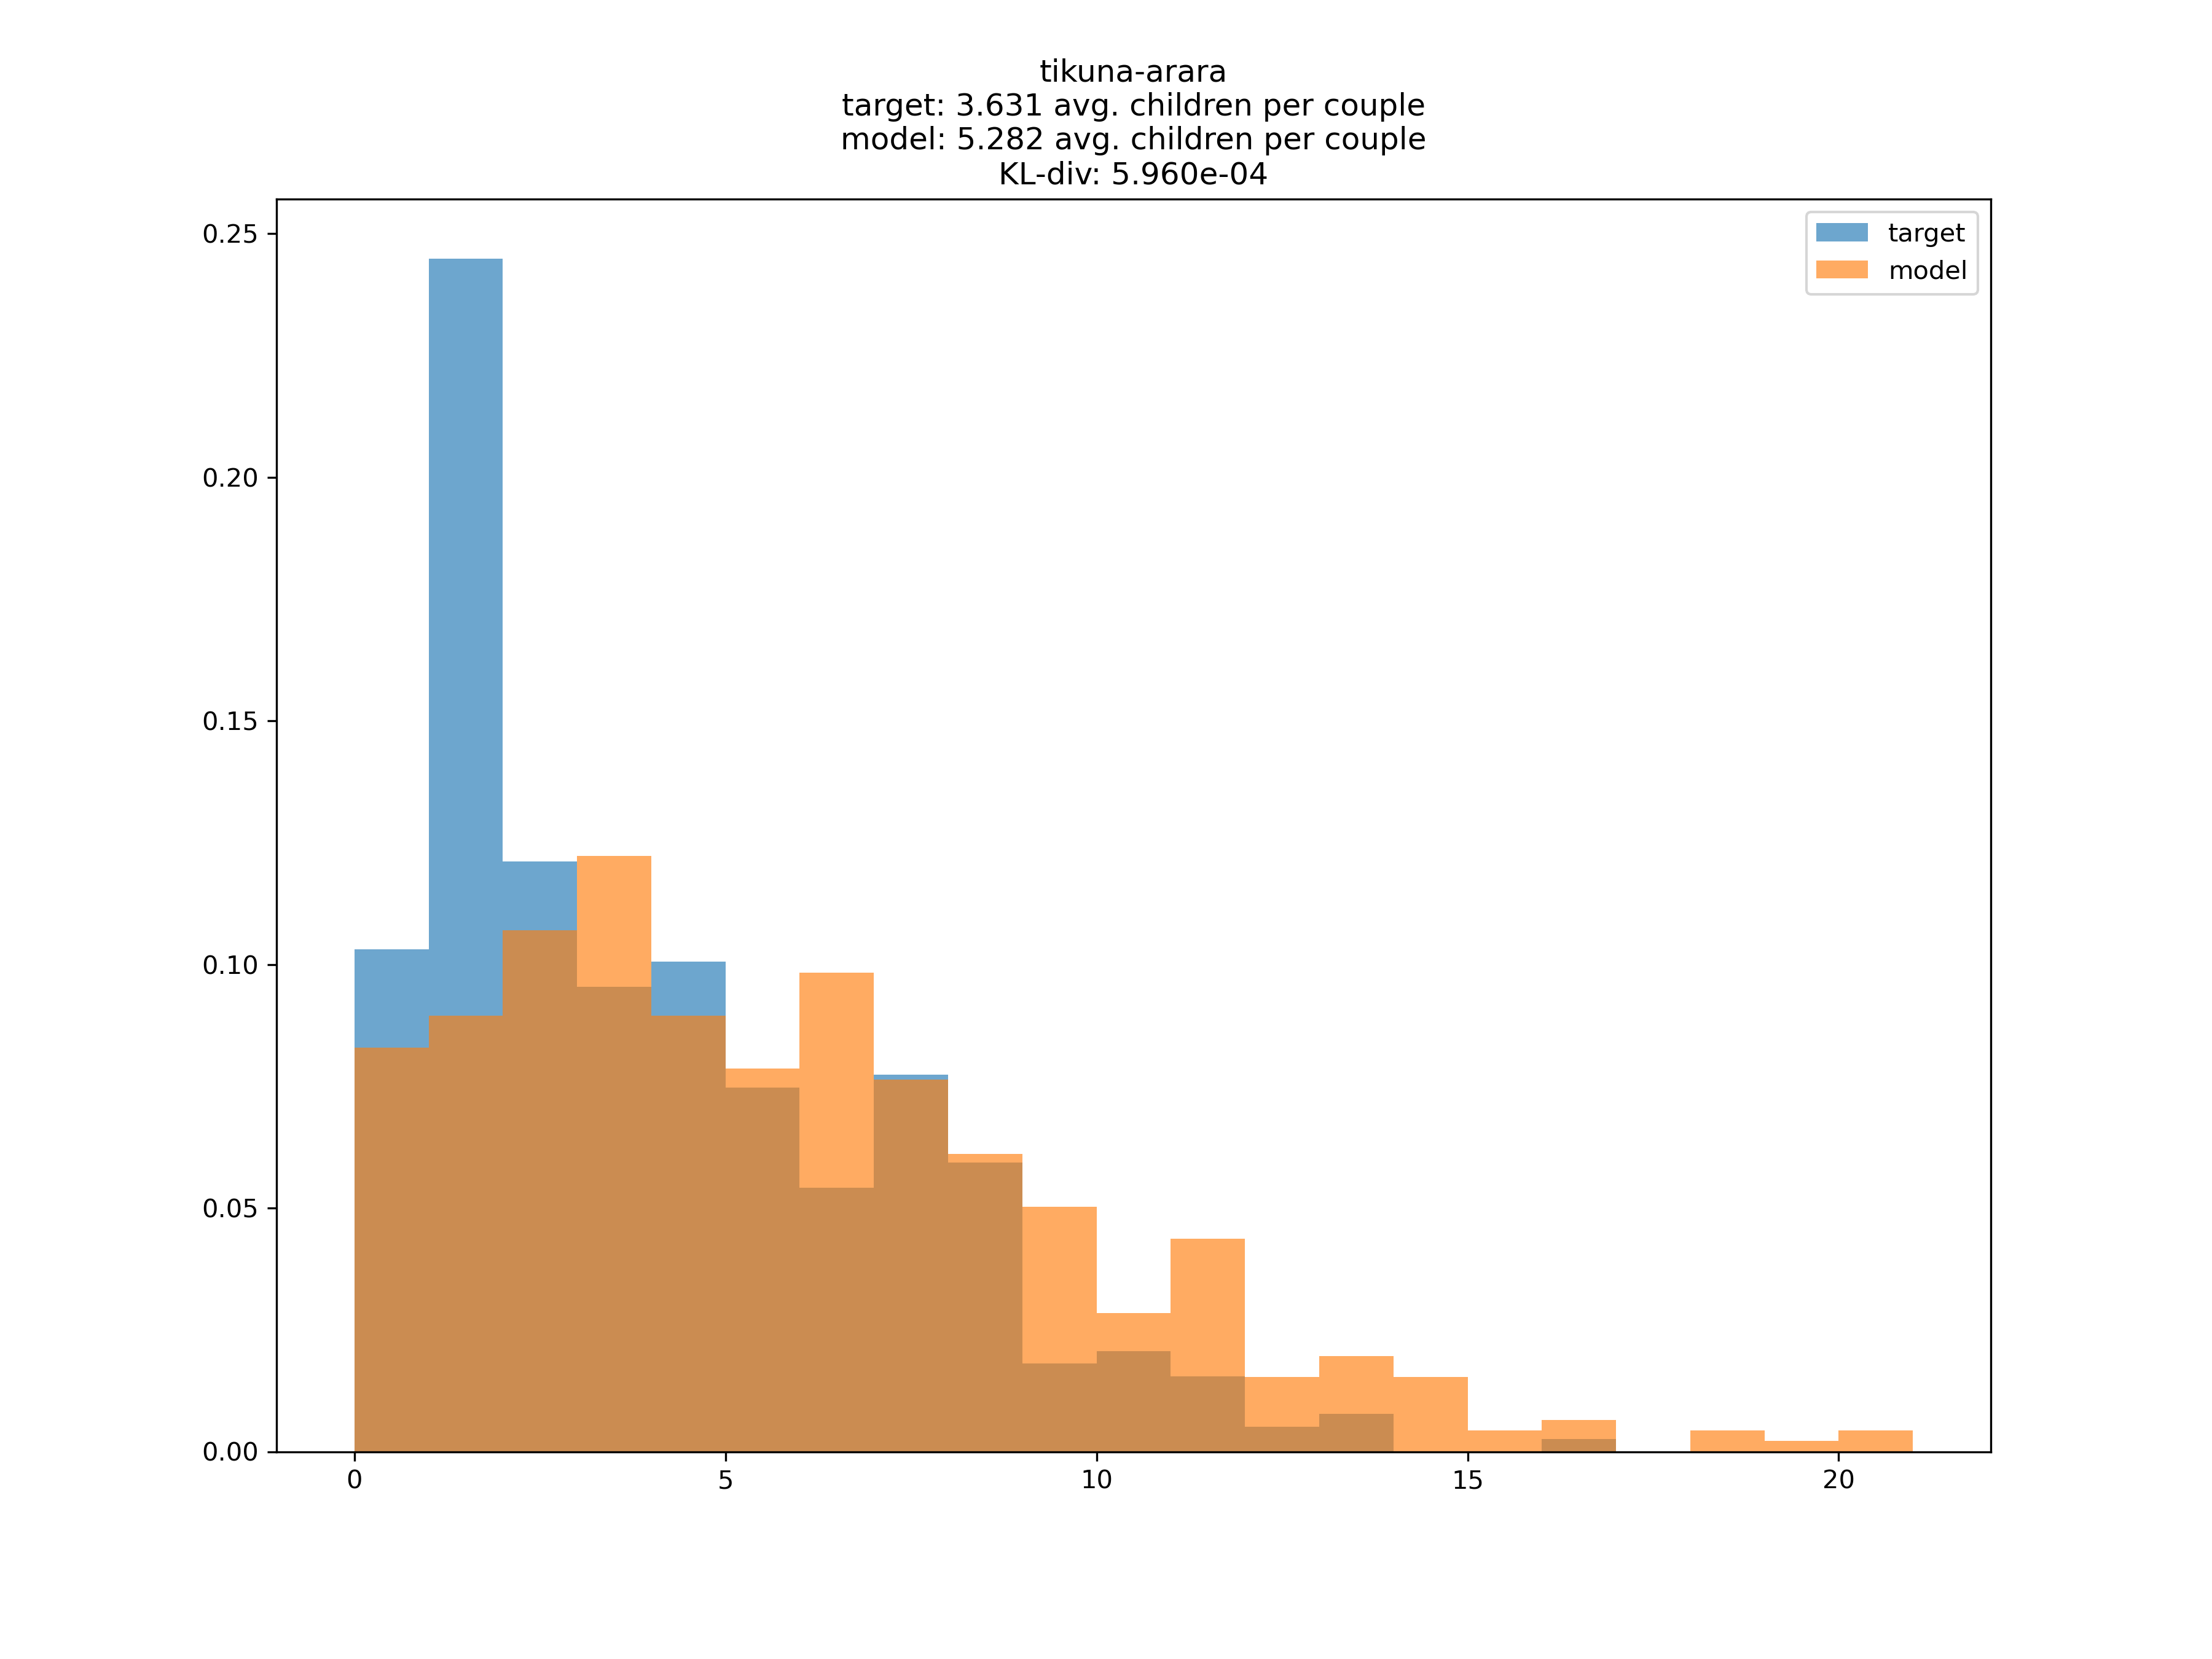 tikuna-arara
target: 3.631 avg. children per couple
model: 5.282 avg. children per couple
KL-div: 5.960e-04
target
model
0.25
0.20
0.15
0.10
0.05
0.00
0 5 10 15 20